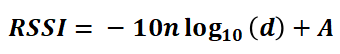 RSSI = − 10n log₁₀ (d) + A